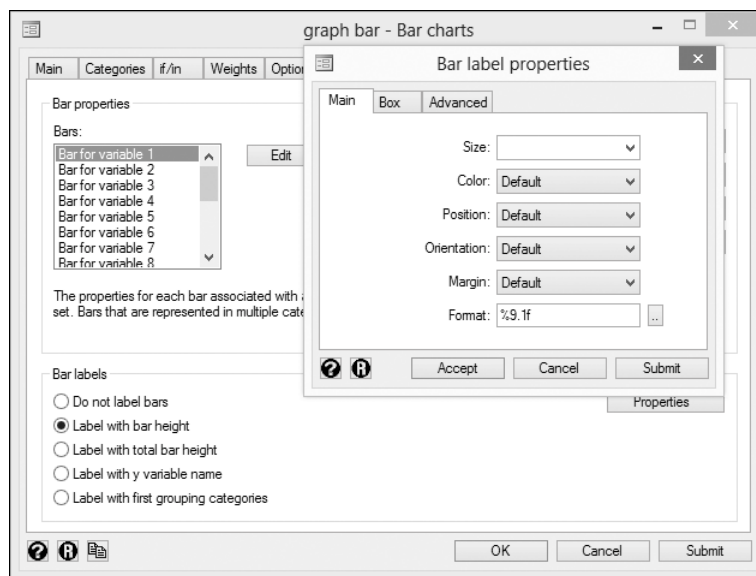 graph bar - Bar charts
Main Categories if/in Weights
Bar properties
Bars:
Bar for variable 1
Bar for variable 2
Bar for variable 3
Bar for variable 4
Bar for variable 5
Bar for variable 6
Bar for variable 7
Bar for variable 8
Edit
The properties for each bar associated with
set. Bars that are represented in multiple
Bar labels
Do not label bars
Label with bar height
Label with total bar height
Label with y variable name
Label with first grouping categories
Properties
OK Cancel Submit
Bar label properties
Main Box Advanced
Size:
Color: Default
Position: Default
Orientation: Default
Margin: Default
Format: %9.1f ..
Accept Cancel Submit